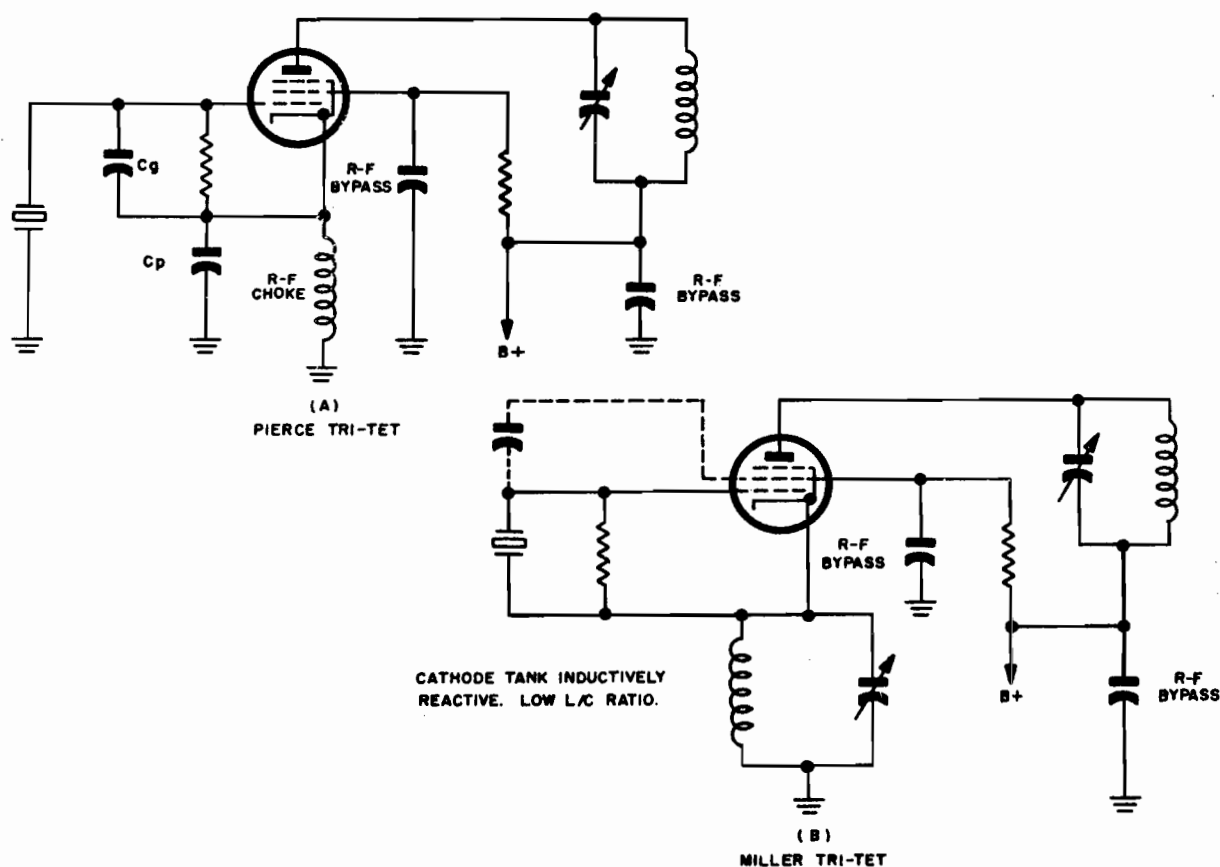 Cg
R-F
BYPASS
Cp
R-F
CHOKE
R-F
BYPASS
B+
(A)
PIERCE TRI-TET
R-F
BYPASS
CATHODE TANK INDUCTIVELY
REACTIVE. LOW L/C RATIO.
B+
R-F
BYPASS
(B)
MILLER TRI-TET